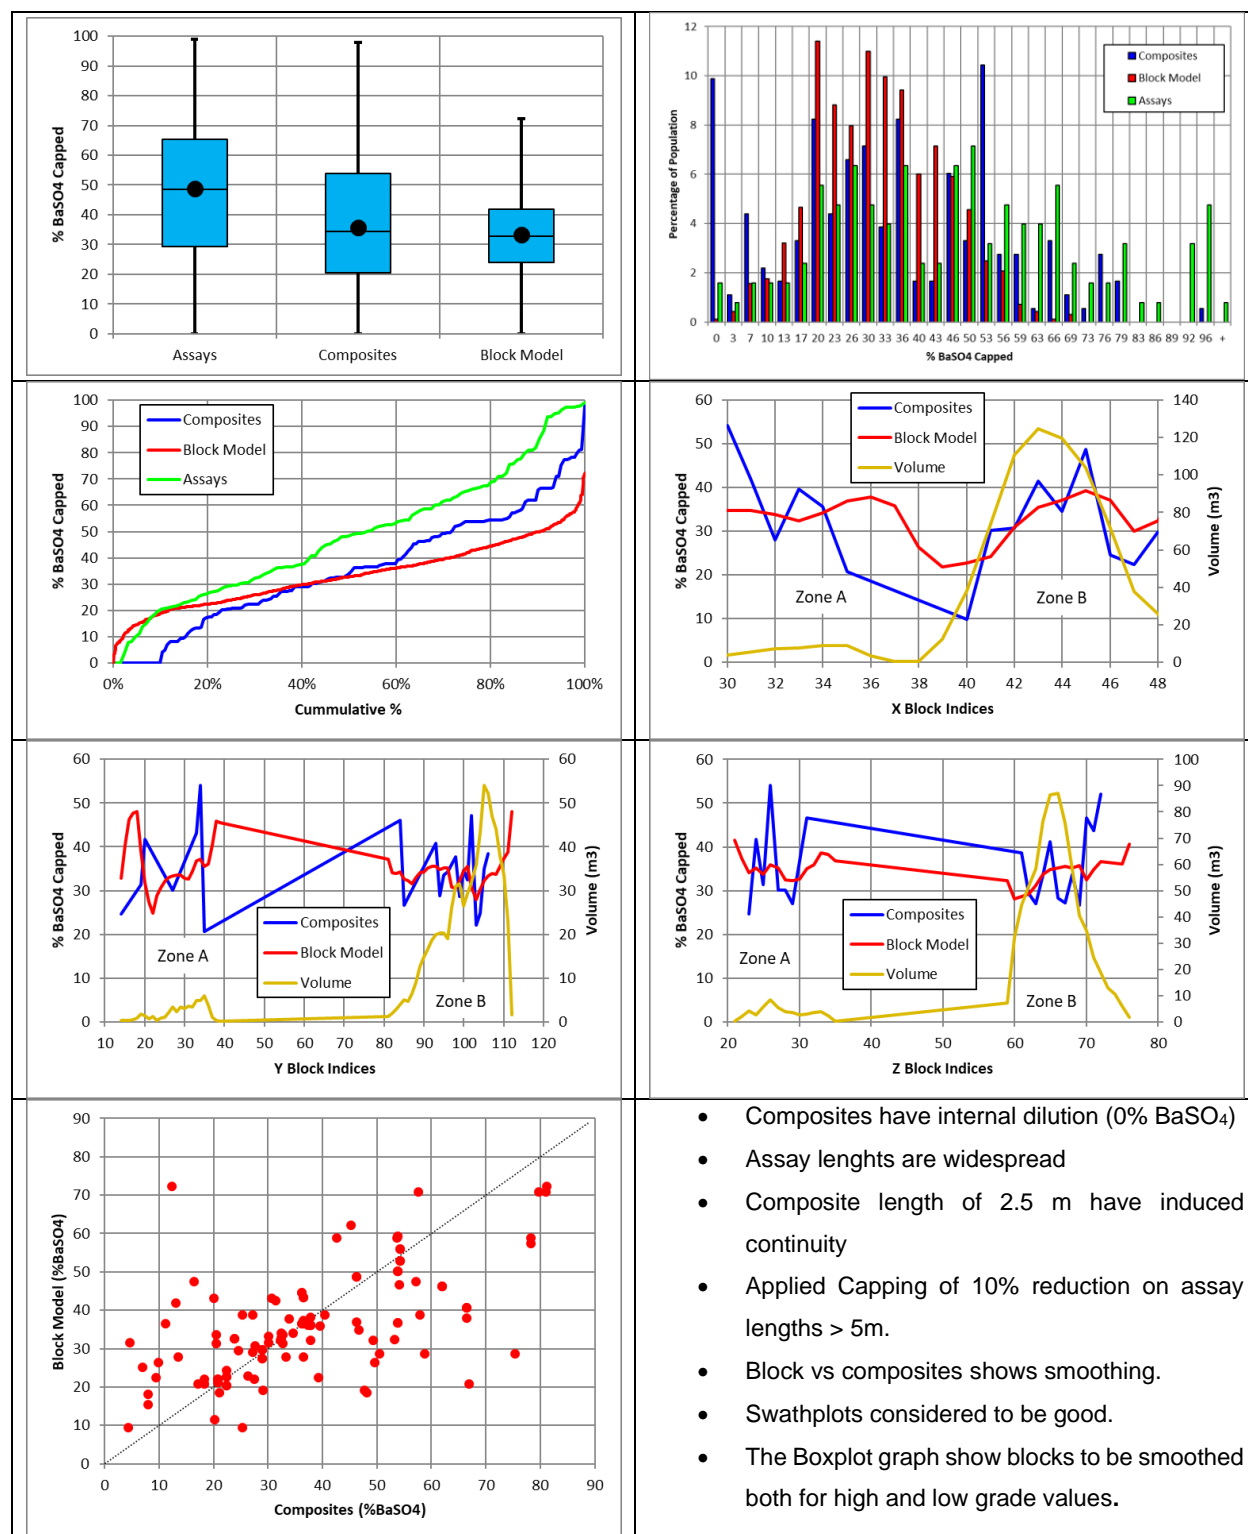 100
90
80
70
60
50
40
30
20
10
0
% BaSO4 Capped
Assays Composites Block Model
12
10
8
6
4
2
0
Percentage of Population
Composites
Block Model
Assays
0 3 7 10 13 17 20 23 26 30 33 36 40 43 46 50 53 56 59 63 66 69 73 76 79 83 86 89 92 96 +
% BaSO4 Capped
100
90
80
70
60
50
40
30
20
10
0
% BaSO4 Capped
Composites
Block Model
Assays
0% 20% 40% 60% 80% 100%
Cummulative %
60
50
40
30
20
10
0
% BaSO4 Capped
Composites
Block Model
Volume
Zone A
Zone B
140
120
100
80
60
40
20
0
Volume (m3)
30 32 34 36 38 40 42 44 46 48
X Block Indices
60
50
40
30
20
10
0
% BaSO4 Capped
Zone A
Composites
Block Model
Volume
Zone B
60
50
40
30
20
10
0
Volume (m3)
10 20 30 40 50 60 70 80 90 100 110 120
Y Block Indices
60
50
40
30
20
10
0
% BaSO4 Capped
Zone A
Composites
Block Model
Volume
Zone B
100
90
80
70
60
50
40
30
20
10
0
Volume (m3)
20 30 40 50 60 70 80
Z Block Indices
90
80
70
60
50
40
30
20
10
0
Block Model (%BaSO4)
0 10 20 30 40 50 60 70 80 90
Composites (%BaSO4)
• Composites have internal dilution (0% BaSO₄)
• Assay lenghts are widespread
• Composite length of 2.5 m have induced
continuity
• Applied Capping of 10% reduction on assay
lengths > 5m.
• Block vs composites shows smoothing.
• Swathplots considered to be good.
• The Boxplot graph show blocks to be smoothed
both for high and low grade values.